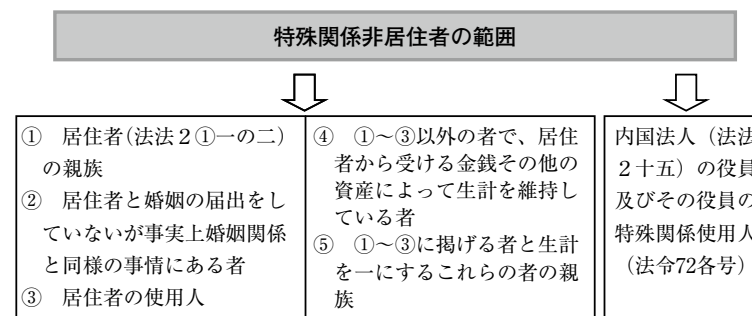 特殊関係非居住者の範囲
① 居住者(法法2①一の二)
の親族
② 居住者と婚姻の届出をし
ていないが事実上婚姻関係
と同様の事情にある者
③ 居住者の使用人
④ ①〜③以外の者で、居住
者から受ける金銭その他の
資産によって生計を維持し
ている者
⑤ ①〜③に掲げる者と生計
を一にするこれらの者の親
族
内国法人(法法
2十五)の役員
及びその役員の
特殊関係使用人
(法令72各号)